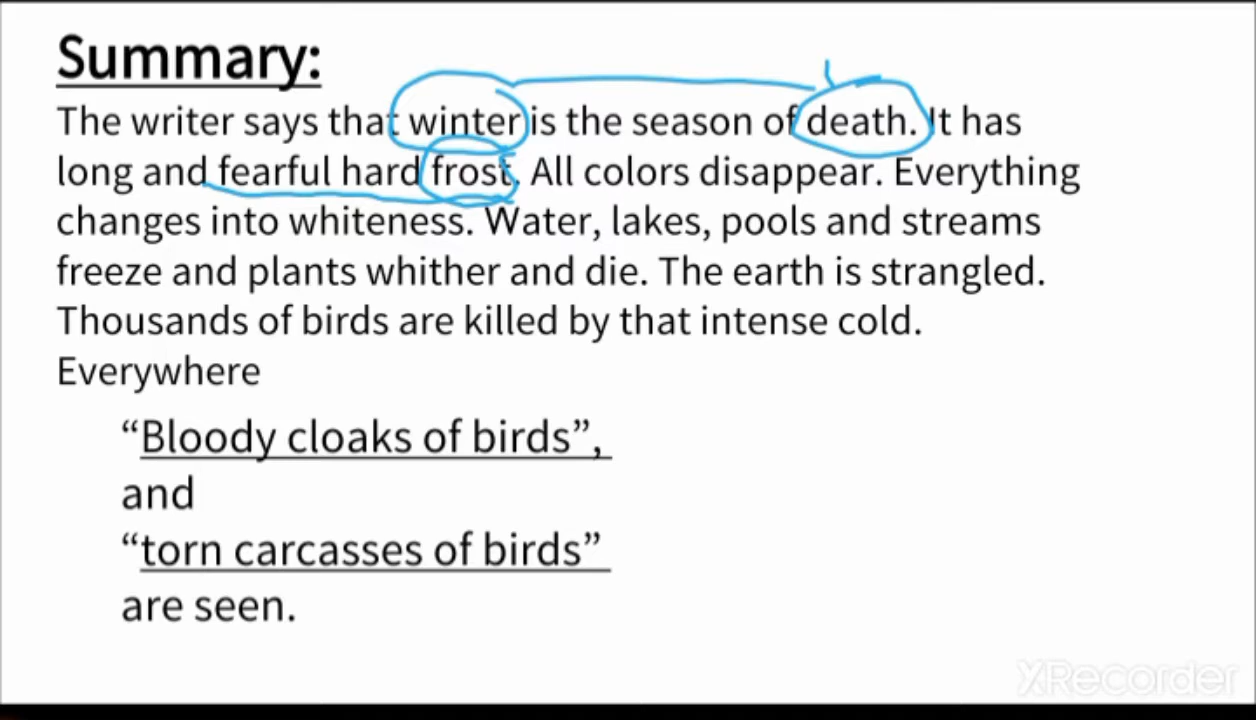 Summary:
The writer says that winter is the season of death. It has
long and fearful hard frost. All colors disappear. Everything
changes into whiteness. Water, lakes, pools and streams
freeze and plants whither and die. The earth is strangled.
Thousands of birds are killed by that intense cold.
Everywhere
“Bloody cloaks of birds”,
and
“torn carcasses of birds”
are seen.
XRecorder